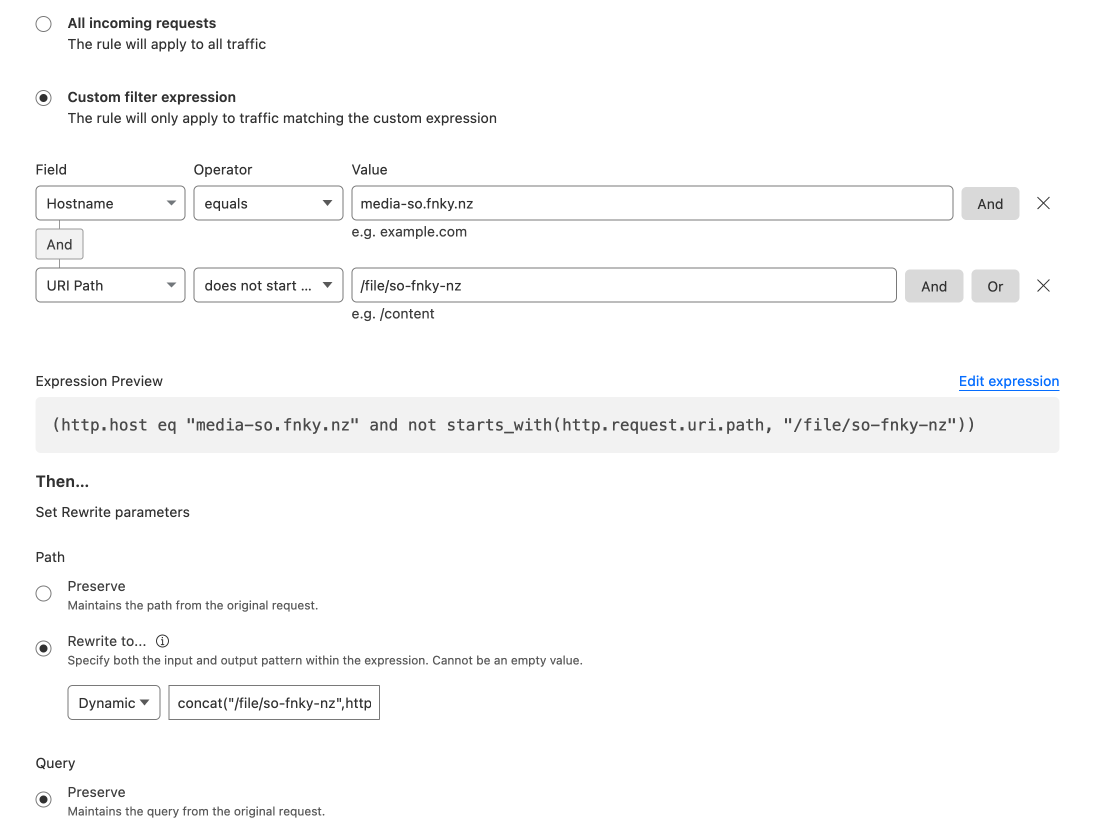 All incoming requests
The rule will apply to all traffic
Custom filter expression
The rule will only apply to traffic matching the custom expression
Field Operator Value
Hostname equals media-so.fnky.nz And
e.g. example.com
And
URI Path does not start ... /file/so-fnky-nz And Or
e.g. /content
Expression Preview Edit expression
(http.host eq "media-so.fnky.nz" and not starts_with(http.request.uri.path, "/file/so-fnky-nz"))
Then...
Set Rewrite parameters
Path
Preserve
Maintains the path from the original request.
Rewrite to...
Specify both the input and output pattern within the expression. Cannot be an empty value.
Dynamic concat("/file/so-fnky-nz",http
Query
Preserve
Maintains the query from the original request.